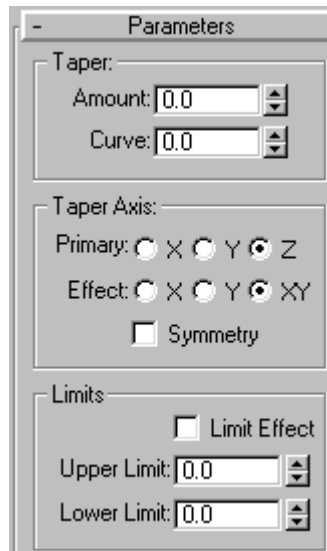 - Parameters
Taper:
Amount: 0.0
Curve: 0.0
Taper Axis:
Primary: X Y Z
Effect: X Y XY
Symmetry
Limits
Limit Effect
Upper Limit: 0.0
Lower Limit: 0.0